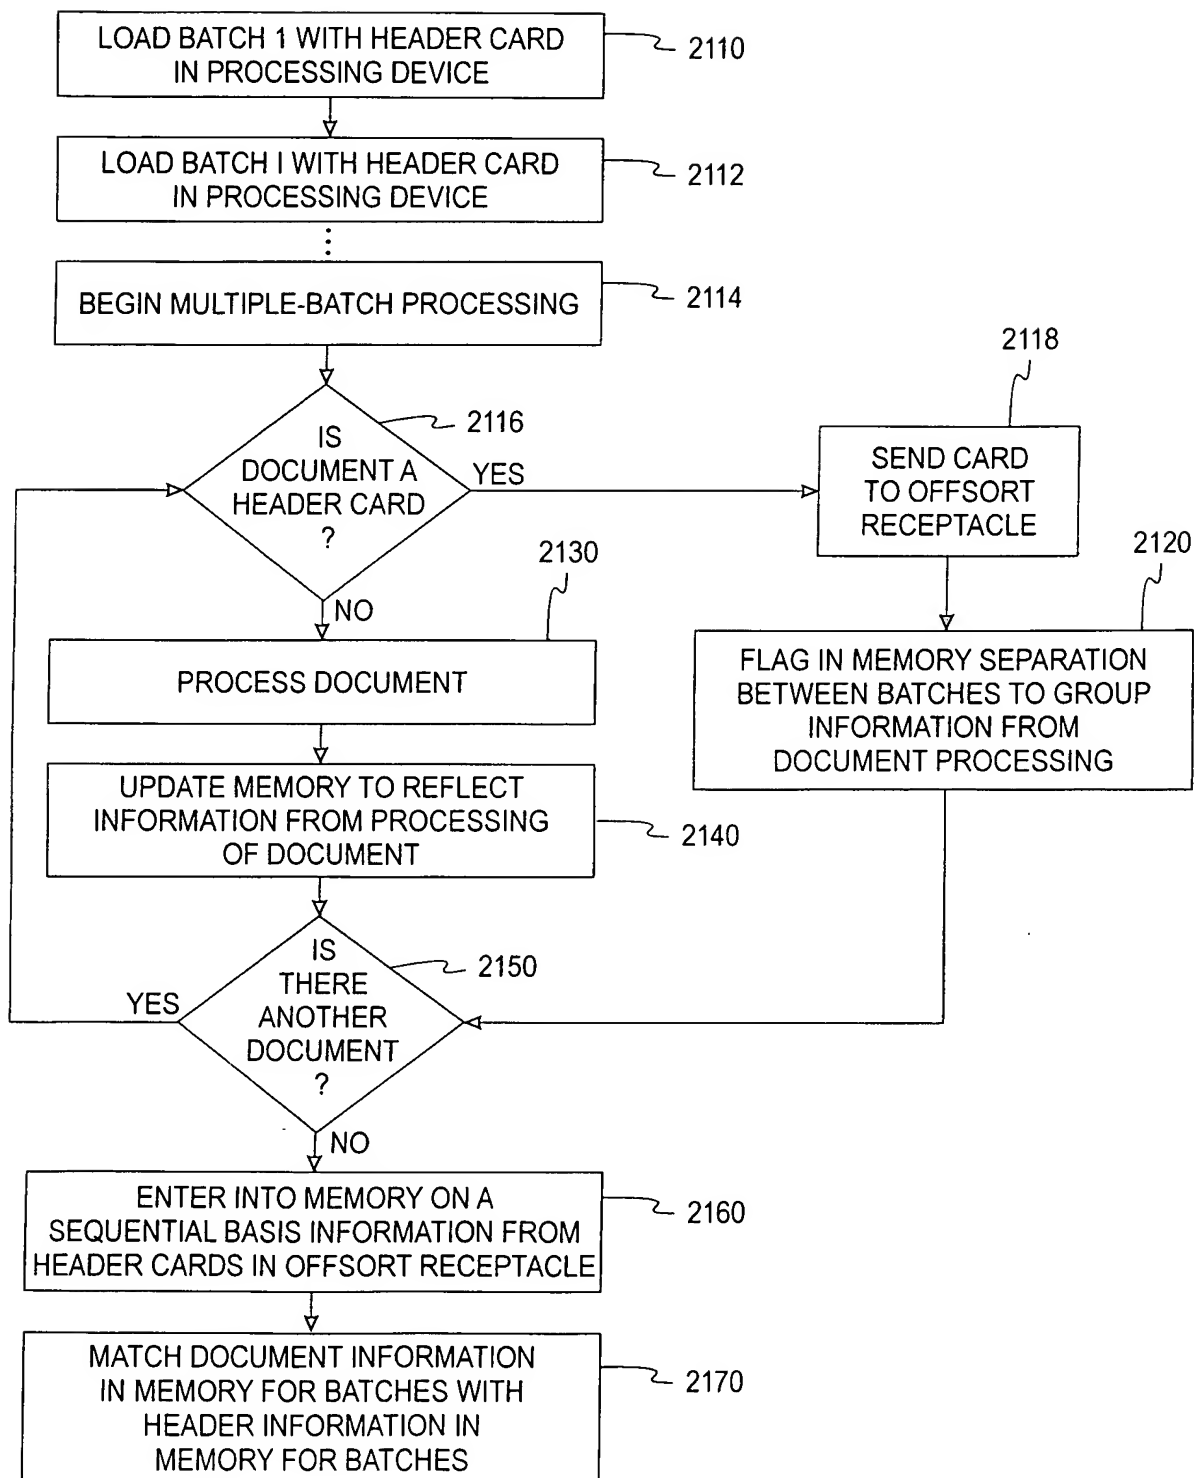 LOAD BATCH 1 WITH HEADER CARD
IN PROCESSING DEVICE
2110
LOAD BATCH I WITH HEADER CARD
IN PROCESSING DEVICE
2112
BEGIN MULTIPLE-BATCH PROCESSING
2114
IS
DOCUMENT A
HEADER CARD
?
2116
YES
NO
2118
SEND CARD
TO OFFSORT
RECEPTACLE
2120
FLAG IN MEMORY SEPARATION
BETWEEN BATCHES TO GROUP
INFORMATION FROM
DOCUMENT PROCESSING
2130
PROCESS DOCUMENT
UPDATE MEMORY TO REFLECT
INFORMATION FROM PROCESSING
OF DOCUMENT
2140
IS
THERE
ANOTHER
DOCUMENT
?
2150
YES
NO
ENTER INTO MEMORY ON A
SEQUENTIAL BASIS INFORMATION FROM
HEADER CARDS IN OFFSORT RECEPTACLE
2160
MATCH DOCUMENT INFORMATION
IN MEMORY FOR BATCHES WITH
HEADER INFORMATION IN
MEMORY FOR BATCHES
2170